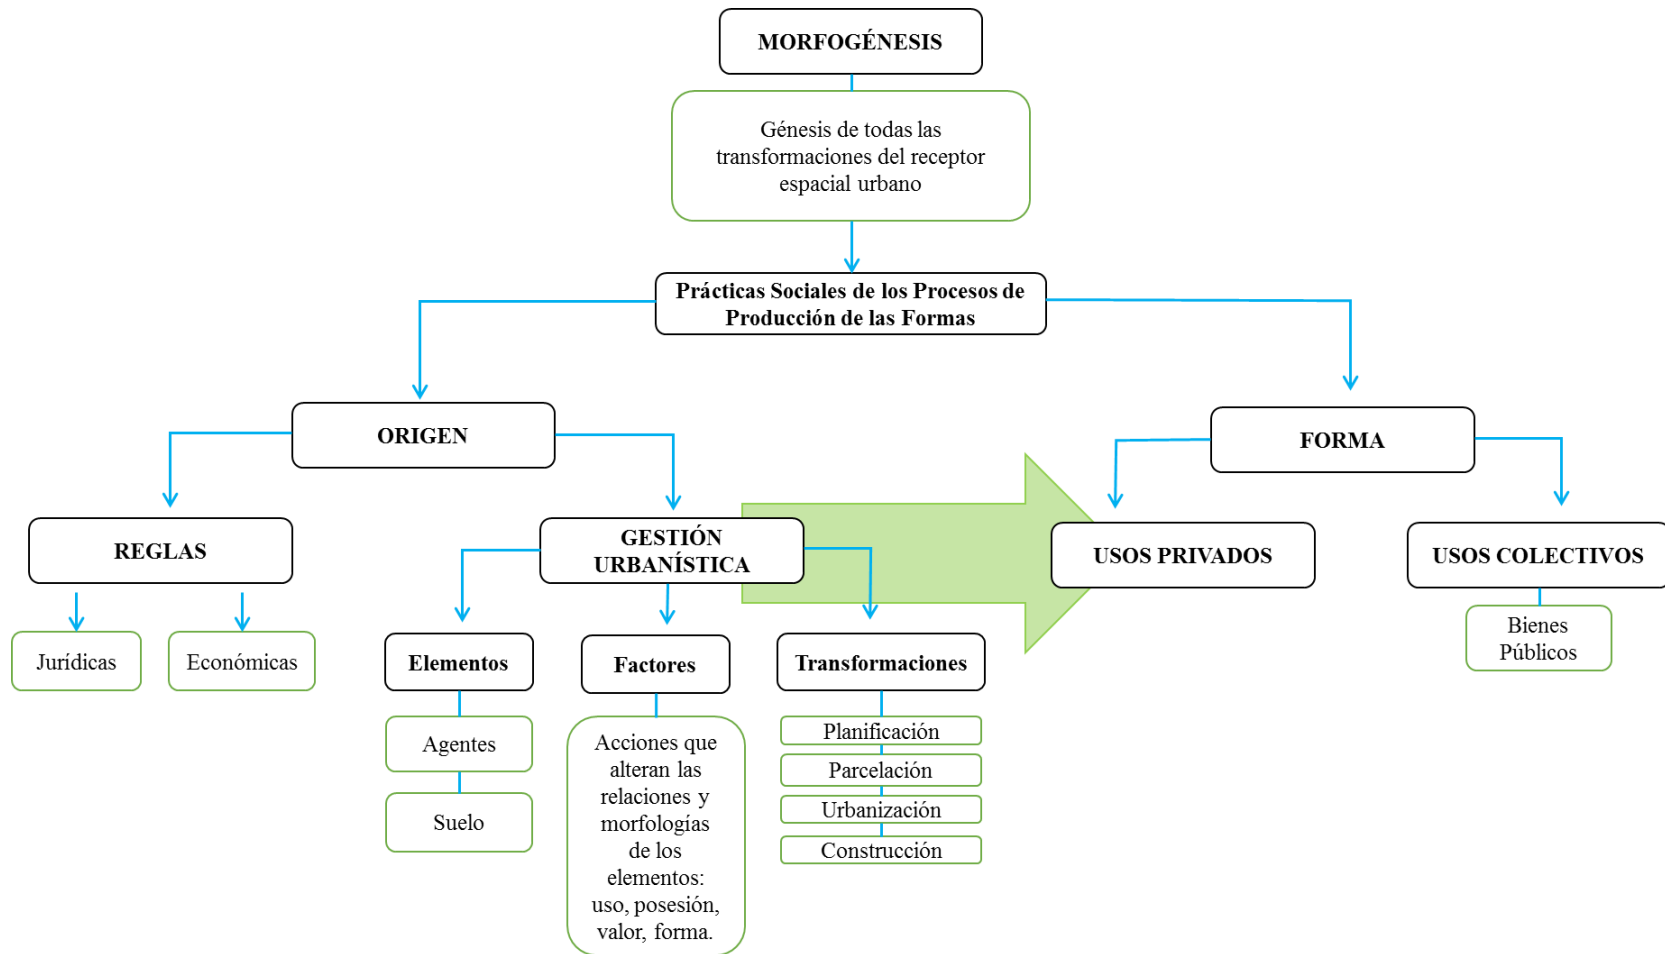 MORFOGÉNESIS
Génesis de todas las
transformaciones del receptor
espacial urbano
Prácticas Sociales de los Procesos de
Producción de las Formas
ORIGEN
FORMA
REGLAS
GESTIÓN
URBANÍSTICA
USOS PRIVADOS
USOS COLECTIVOS
Jurídicas
Económicas
Elementos
Factores
Transformaciones
Bienes
Públicos
Agentes
Suelo
Acciones que
alteran las
relaciones y
morfologías
de los
elementos:
uso, posesión,
valor, forma.
Planificación
Parcelación
Urbanización
Construcción